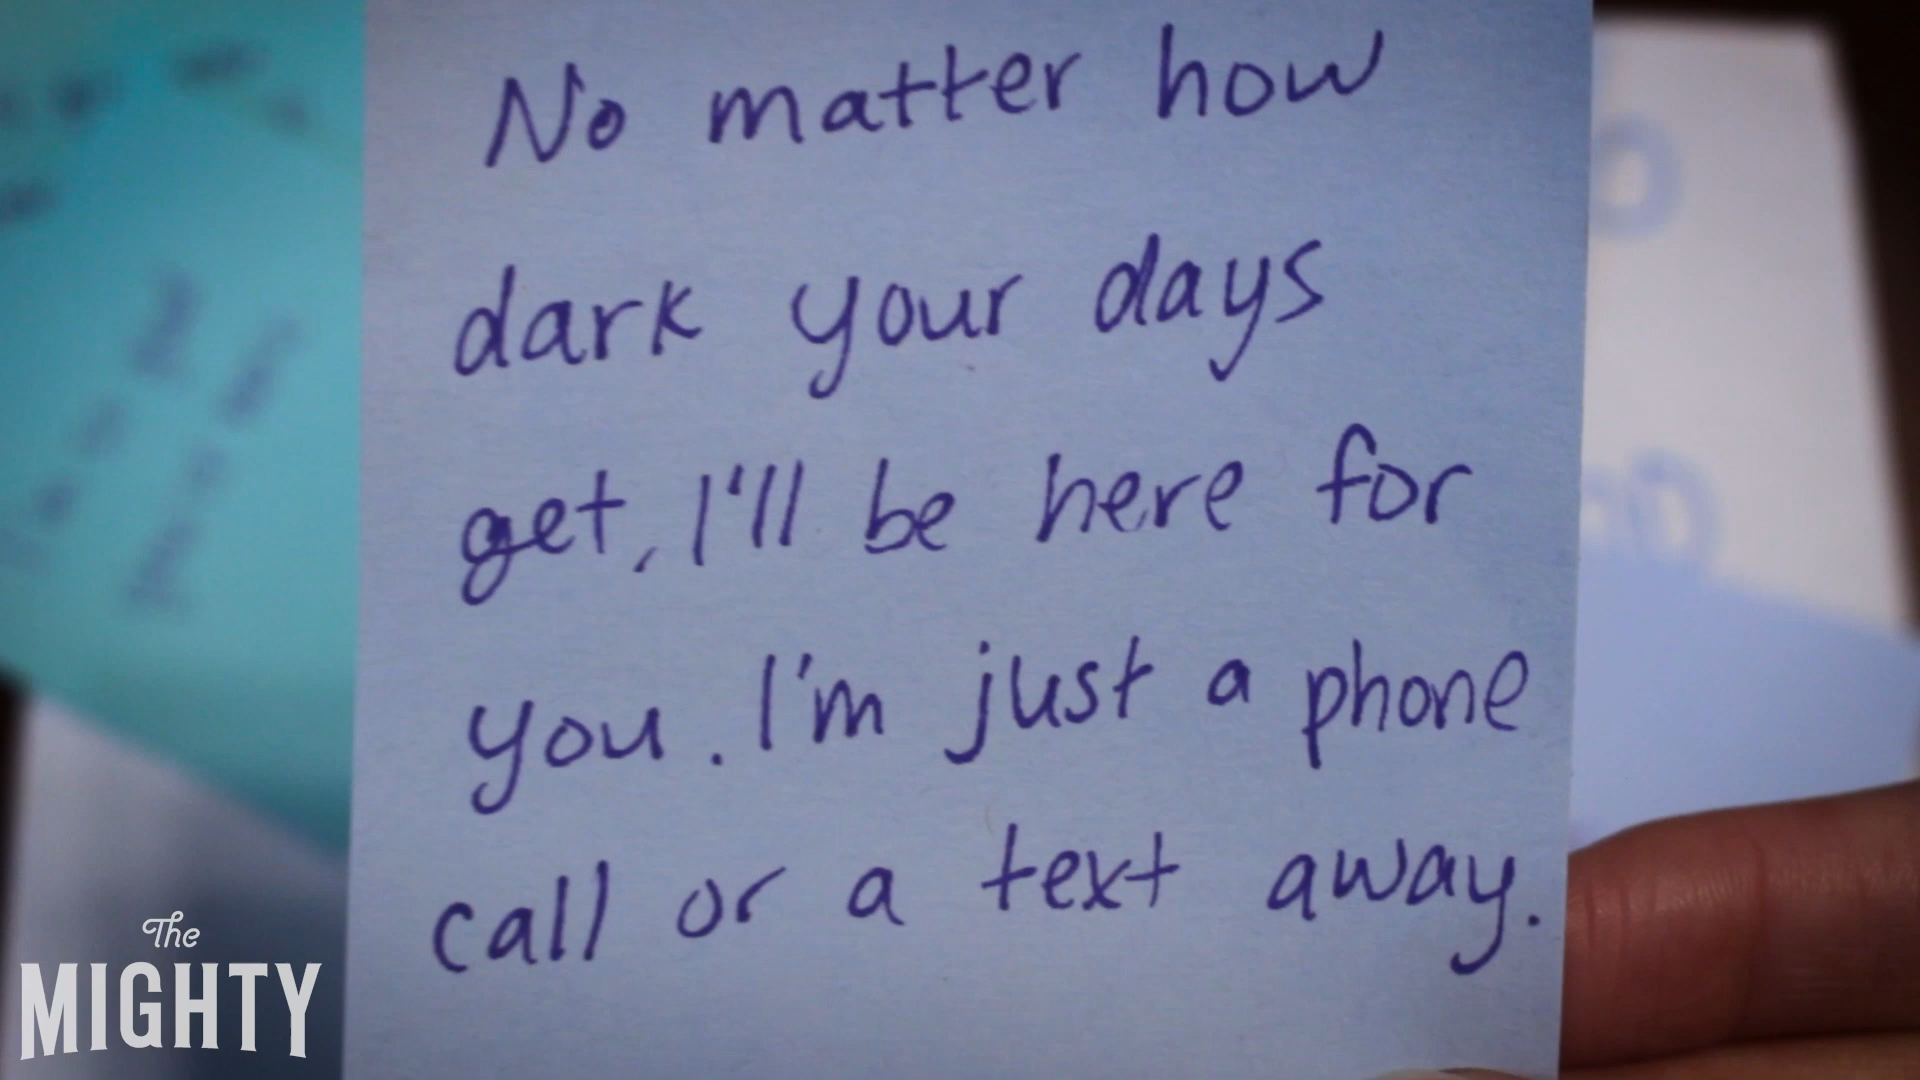 No matter how
dark your days
get, I'll be here for
you. I'm just a phone
call or a text away.
The
MIGHTY